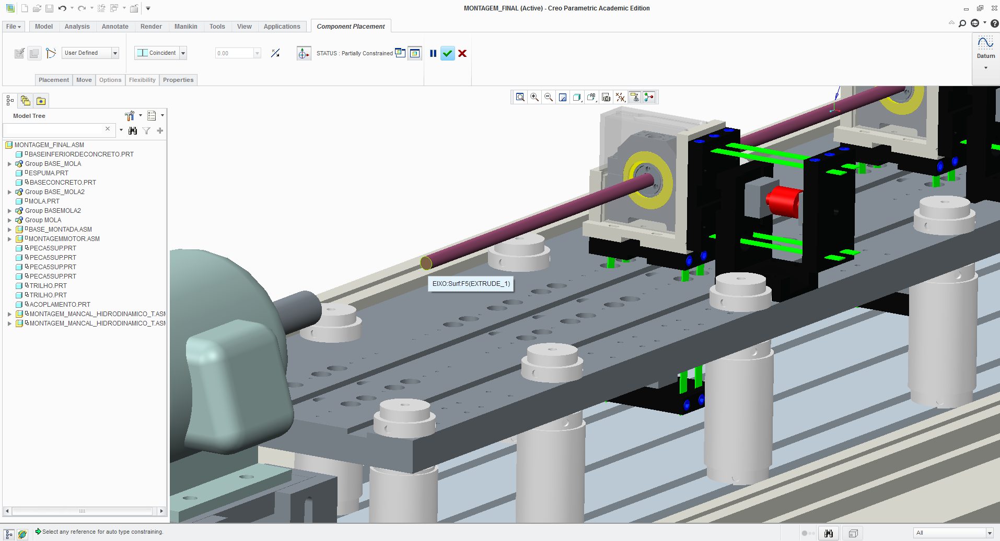 MONTAGEM_FINAL (Active) - Creo Parametric Academic Edition
File Model Analysis Annotate Render Manikin Tools View Applications Component Placement
User Defined Coincident 0.00 STATUS : Partially Constrained
Datum
Placement Move Options Flexibility Properties
Model Tree
MONTAGEM_FINAL.ASM
BASEINFERIORDECONCRETO.PRT
Group BASE_MOLA
ESPUMA.PRT
BASECONCRETO.PRT
Group BASE_MOLA2
MOLA.PRT
Group BASEMOLA2
Group MOLA
BASE_MONTADA.ASM
MONTAGEMMOTOR.ASM
PECA5SUP.PRT
PECA5SUP.PRT
PECA5SUP.PRT
PECA5SUP.PRT
TRILHO.PRT
TRILHO.PRT
ACOPLAMENTO.PRT
MONTAGEM_MANCAL_HIDRODINAMICO_T.ASM
MONTAGEM_MANCAL_HIDRODINAMICO_T.ASM
EIXO:Surf:F5(EXTRUDE_1)
Select any reference for auto type constraining.
All